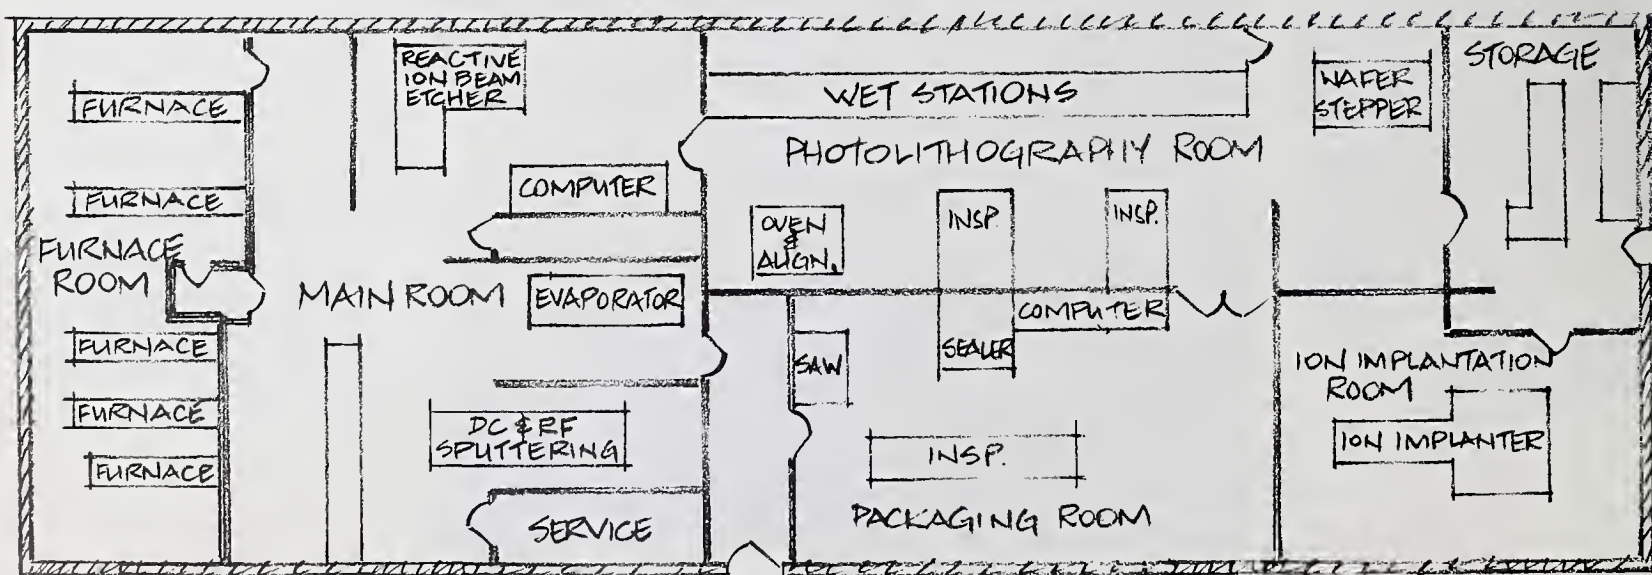 FURNACE
FURNACE
FURNACE
ROOM
FURNACE
FURNACE
FURNACE
REACTIVE
ION BEAM
ETCHER
COMPUTER
MAIN ROOM
EVAPORATOR
DC & RF
SPUTTERING
SERVICE
WET STATIONS
PHOTOLITHOGRAPHY ROOM
WAFER
STEPPER
OVEN
&
ALIGN.
INSP.
INSP.
COMPUTER
SEALER
SAW
INSP.
PACKAGING ROOM
STORAGE
ION IMPLANTATION
ROOM
ION IMPLANTER